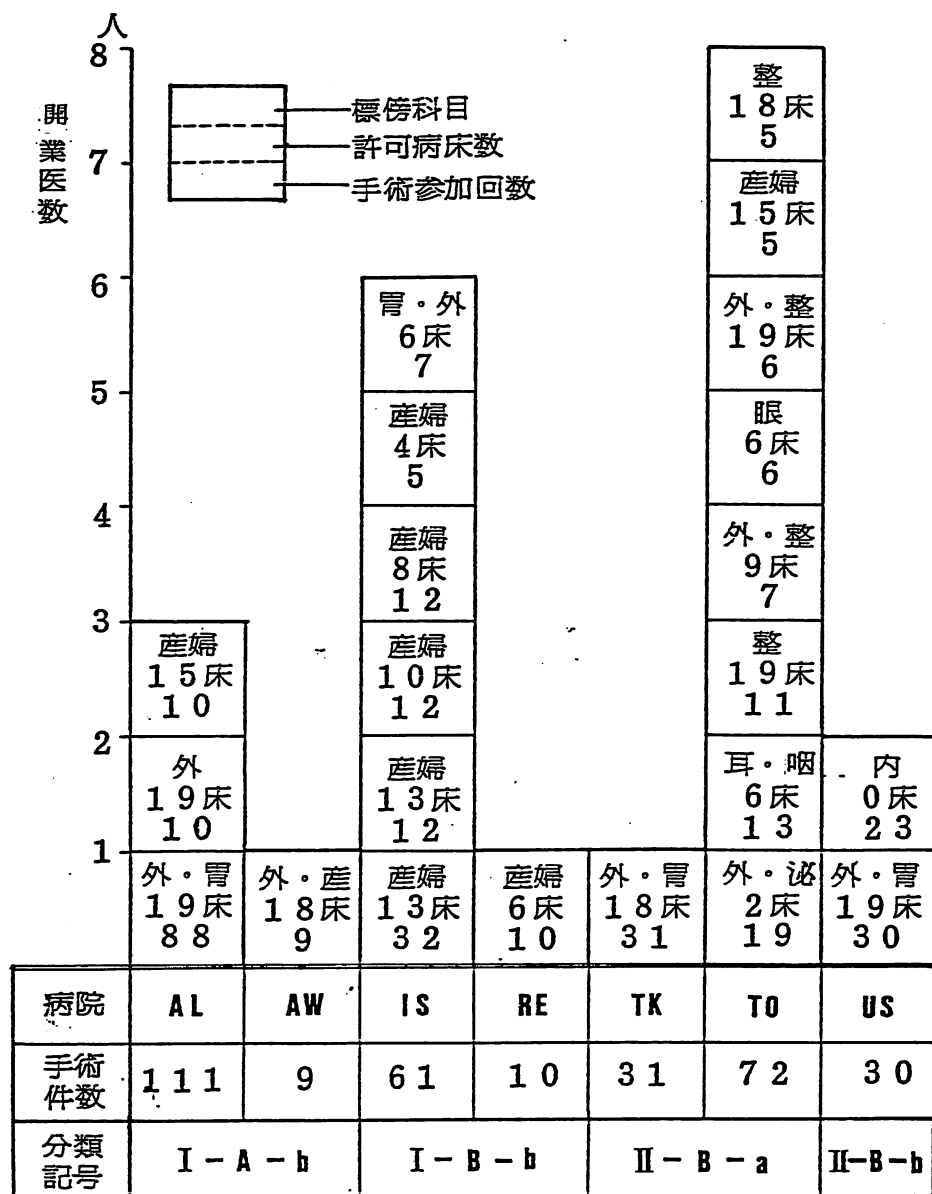 人
8
7
6
5
4
3
2
1
開業医数
標傍科目
許可病床数
手術参加回数
産婦
15床
10
外
19床
10
外・胃
19床
88
外・産
18床
9
胃・外
6床
7
産婦
4床
5
産婦
8床
12
産婦
10床
12
産婦
13床
12
産婦
13床
32
産婦
6床
10
外・胃
18床
31
整
18床
5
産婦
15床
5
外・整
19床
6
眼
6床
6
外・整
9床
7
整
19床
11
耳・咽
6床
13
外・泌
2床
19
内
0床
23
外・胃
19床
30
病院 AL AW IS RE TK TO US
手術件数 111 9 61 10 31 72 30
分類記号 Ⅰ-A-b Ⅰ-B-b Ⅱ-B-a Ⅱ-B-b